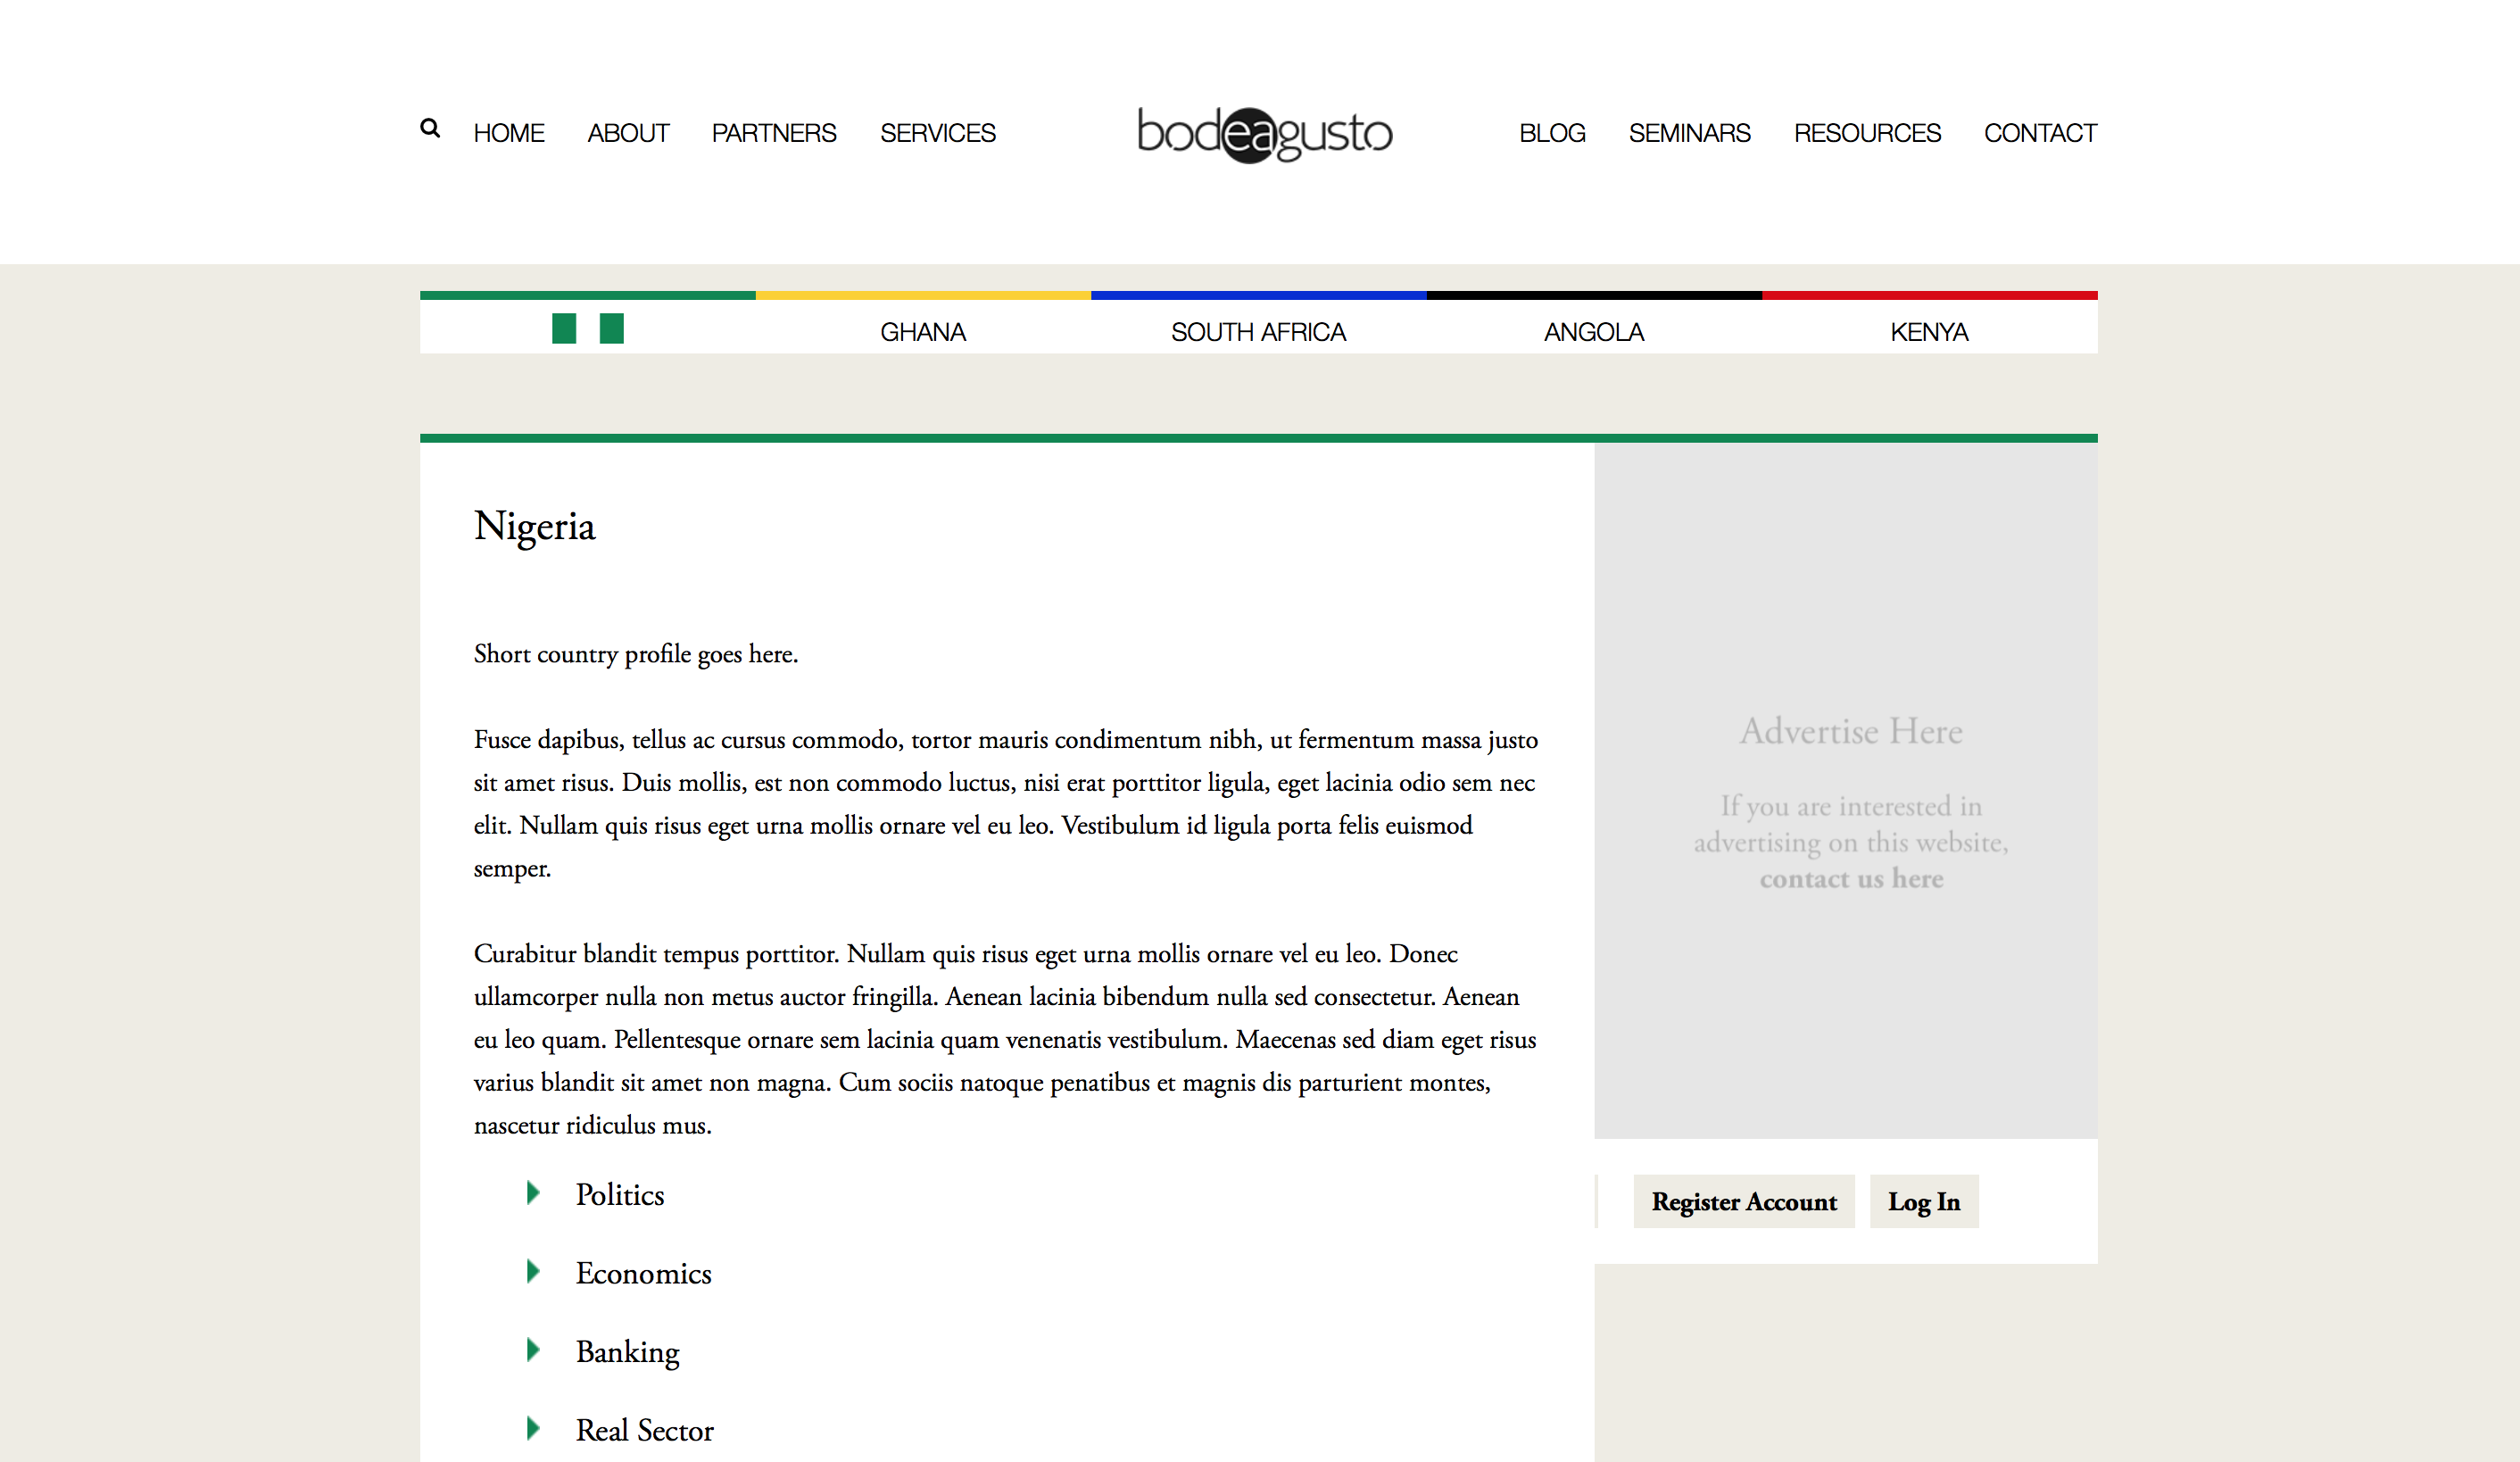 HOME ABOUT PARTNERS SERVICES bodeagusto BLOG SEMINARS RESOURCES CONTACT
GHANA SOUTH AFRICA ANGOLA KENYA
Nigeria
Short country profile goes here.
Fusce dapibus, tellus ac cursus commodo, tortor mauris condimentum nibh, ut fermentum massa justo
sit amet risus. Duis mollis, est non commodo luctus, nisi erat porttitor ligula, eget lacinia odio sem nec
elit. Nullam quis risus eget urna mollis ornare vel eu leo. Vestibulum id ligula porta felis euismod
semper.
Curabitur blandit tempus porttitor. Nullam quis risus eget urna mollis ornare vel eu leo. Donec
ullamcorper nulla non metus auctor fringilla. Aenean lacinia bibendum nulla sed consectetur. Aenean
eu leo quam. Pellentesque ornare sem lacinia quam venenatis vestibulum. Maecenas sed diam eget risus
varius blandit sit amet non magna. Cum sociis natoque penatibus et magnis dis parturient montes,
nascetur ridiculus mus.
Politics
Economics
Banking
Real Sector
Advertise Here
If you are interested in
advertising on this website,
contact us here
Register Account Log In